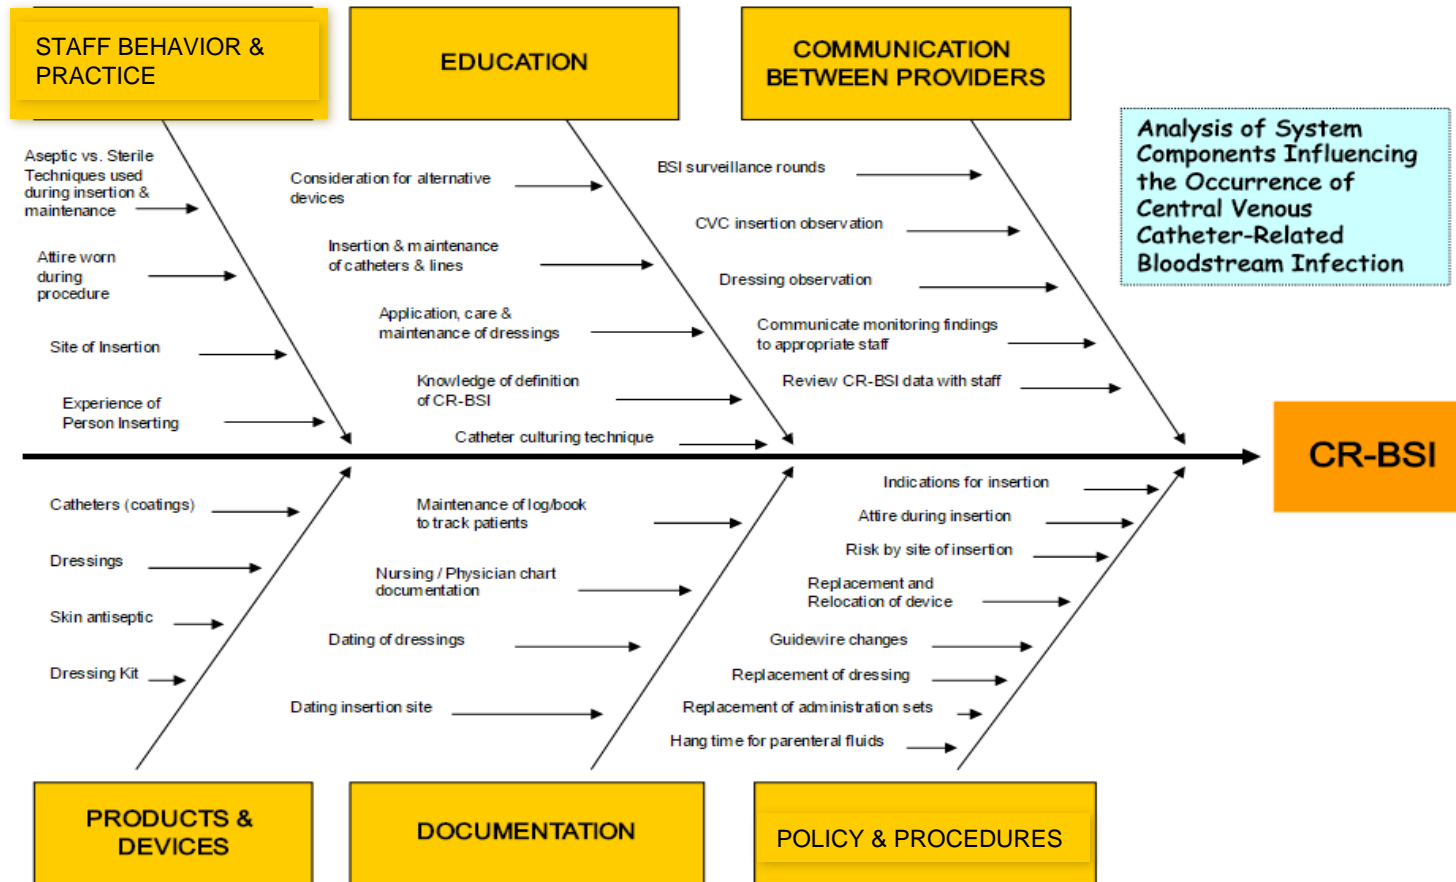 STAFF BEHAVIOR &
PRACTICE
EDUCATION
COMMUNICATION
BETWEEN PROVIDERS
Analysis of System
Components Influencing
the Occurrence of
Central Venous
Catheter-Related
Bloodstream Infection
Aseptic vs. Sterile
Techniques used
during insertion &
maintenance
Attire worn
during
procedure
Site of Insertion
Experience of
Person Inserting
Consideration for alternative
devices
Insertion & maintenance
of catheters & lines
Application, care &
maintenance of dressings
Knowledge of definition
of CR-BSI
Catheter culturing technique
BSI surveillance rounds
CVC insertion observation
Dressing observation
Communicate monitoring findings
to appropriate staff
Review CR-BSI data with staff
CR-BSI
Catheters (coatings)
Dressings
Skin antiseptic
Dressing Kit
Maintenance of log/book
to track patients
Nursing / Physician chart
documentation
Dating of dressings
Dating insertion site
Indications for insertion
Attire during insertion
Risk by site of insertion
Replacement and
Relocation of device
Guidewire changes
Replacement of dressing
Replacement of administration sets
Hang time for parenteral fluids
PRODUCTS &
DEVICES
DOCUMENTATION
POLICY & PROCEDURES